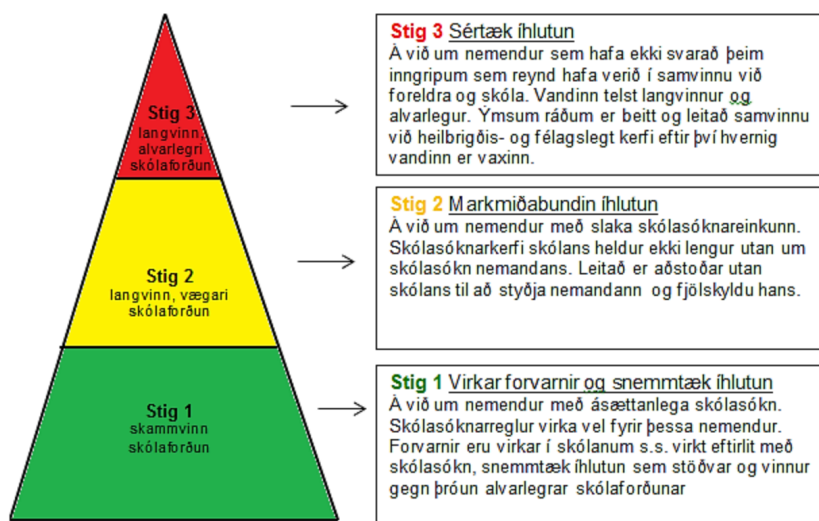 Stig 3
langvinn,
alvarlegri
skólaforðun
Stig 3 Sértæk íhlutun
Á við um nemendur sem hafa ekki svarað þeim
inngripum sem reynd hafa verið í samvinnu við
foreldra og skóla. Vandinn telst langvinnur og
alvarlegur. Ýmsum ráðum er beitt og leitað samvinnu
við heilbrigðis- og félagslegt kerfi eftir því hvernig
vandinn er vaxinn.
Stig 2
langvinn, vægari
skólaforðun
Stig 2 Markmiðabundin íhlutun
Á við um nemendur með slaka skólasóknareinkunn.
Skólasóknarkerfi skólans heldur ekki lengur utan um
skólasókn nemandans. Leitað er aðstoðar utan
skólans til að styðja nemandann og fjölskyldu hans.
Stig 1
skammvinn
skólaforðun
Stig 1 Virkar forvarnir og snemmtæk íhlutun
Á við um nemendur með ásættanlega skólasókn.
Skólasóknarreglur virka vel fyrir þessa nemendur.
Forvarnir eru virkar í skólanum s.s. virkt eftirlit með
skólasókn, snemmtæk íhlutun sem stöðvar og vinnur
gegn þróun alvarlegrar skólaforðunar